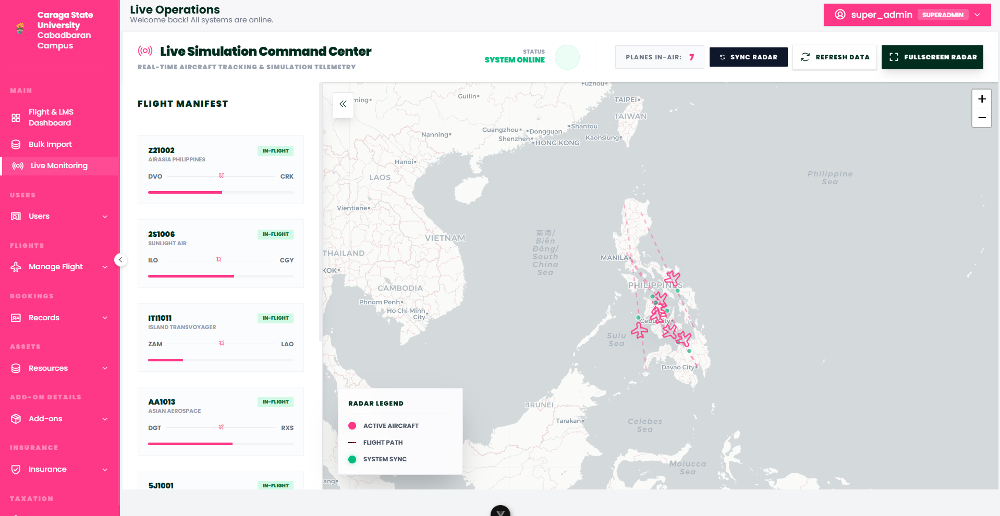 Caraga State
University
Cabadbaran
Campus
MAIN
Flight & LMS
Dashboard
Bulk Import
Live Monitoring
USERS
Users
FLIGHTS
Manage Flight
BOOKINGS
Records
ASSETS
Resources
ADD-ON DETAILS
Add-ons
INSURANCE
Insurance
TAXATION
Live Operations
Welcome back! All systems are online.
super_admin SUPERADMIN
Live Simulation Command Center
REAL-TIME AIRCRAFT TRACKING & SIMULATION TELEMETRY
STATUS
SYSTEM ONLINE
PLANES IN-AIR: 7
SYNC RADAR
REFRESH DATA
FULLSCREEN RADAR
FLIGHT MANIFEST
Z21002 IN-FLIGHT
AIRASIA PHILIPPINES
DVO CRK
2S1006 IN-FLIGHT
SUNLIGHT AIR
ILO CGY
ITI1011 IN-FLIGHT
ISLAND TRANSVOYAGER
ZAM LAO
AA1013 IN-FLIGHT
ASIAN AEROSPACE
DGT RXS
5J1001 IN-FLIGHT
+
−
Fuzhou
ming
Guilin
TAIPEI
TAIWAN
Guangzhou
Dongguan
Shantou
Nanning
Shenzhen
HONG KONG
Kaohsiung
Hanoi
LAOS
Philippine
Sea
Vientiane
VIETNAM
南海/
Biển
Đông/
South
China
Sea
THAILAND
MANILA
KOK
CAMBODIA
PHILIPPINES
Phnom Penh
Ho Chi Minh
City
Cebu City
Sulu
Sea
Davao City
BRUNEI
Tarakan
Celebes
Sea
Molucca
Sea
ang
RADAR LEGEND
ACTIVE AIRCRAFT
FLIGHT PATH
SYSTEM SYNC